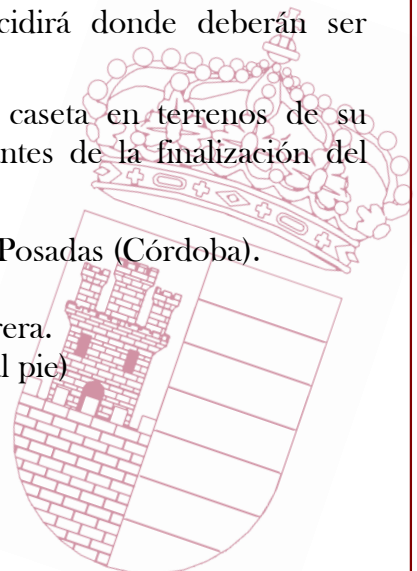 cidirá donde deberán ser
caseta en terrenos de su
ntes de la finalización del
Posadas (Córdoba).
rera.
l pie)